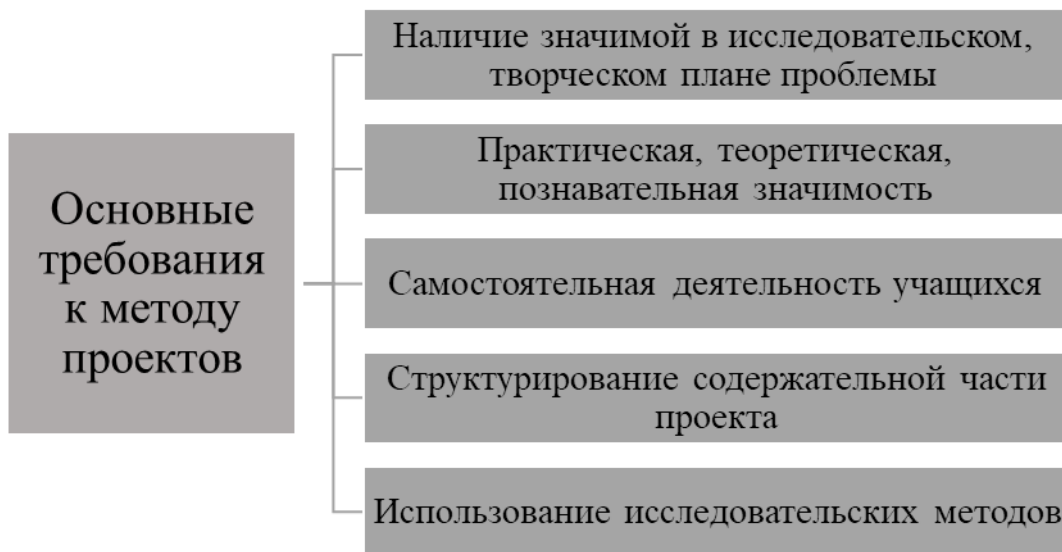 Основные
требования
к методу
проектов
Наличие значимой в исследовательском,
творческом плане проблемы
Практическая, теоретическая,
познавательная значимость
Самостоятельная деятельность учащихся
Структурирование содержательной части
проекта
Использование исследовательских методов